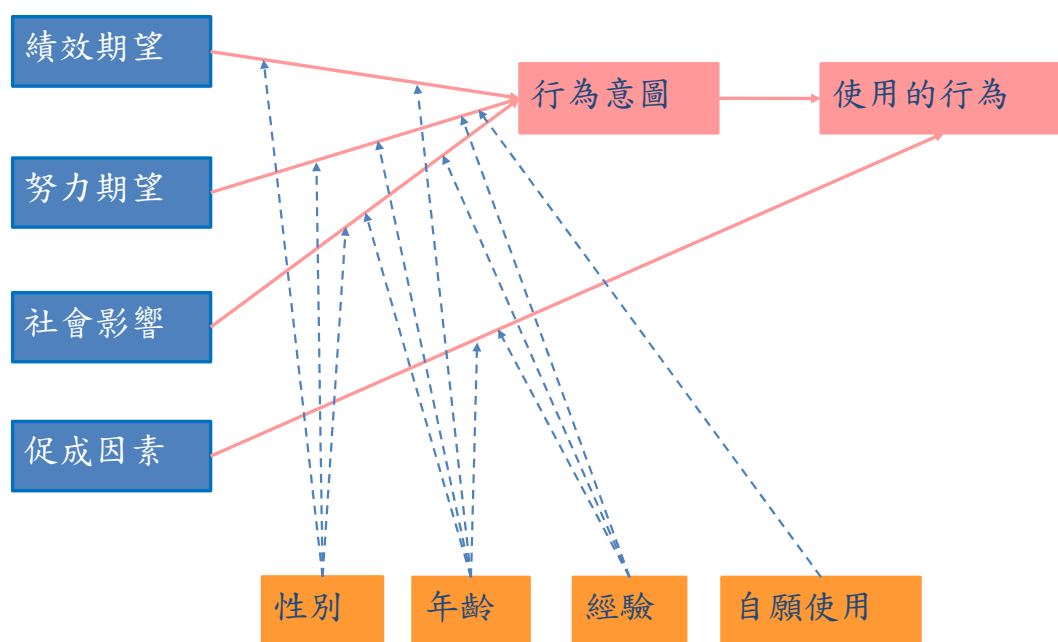 績效期望
努力期望
社會影響
促成因素
行為意圖
使用的行為
性別
年齡
經驗
自願使用